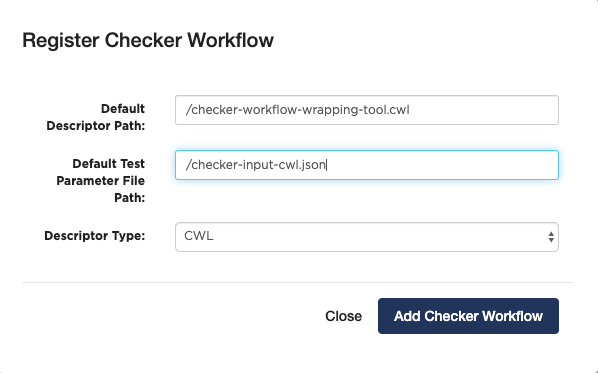 Register Checker Workflow
Default
Descriptor Path:
/checker-workflow-wrapping-tool.cwl
Default Test
Parameter File
Path:
/checker-input-cwl.json
Descriptor Type:
CWL
Close
Add Checker Workflow